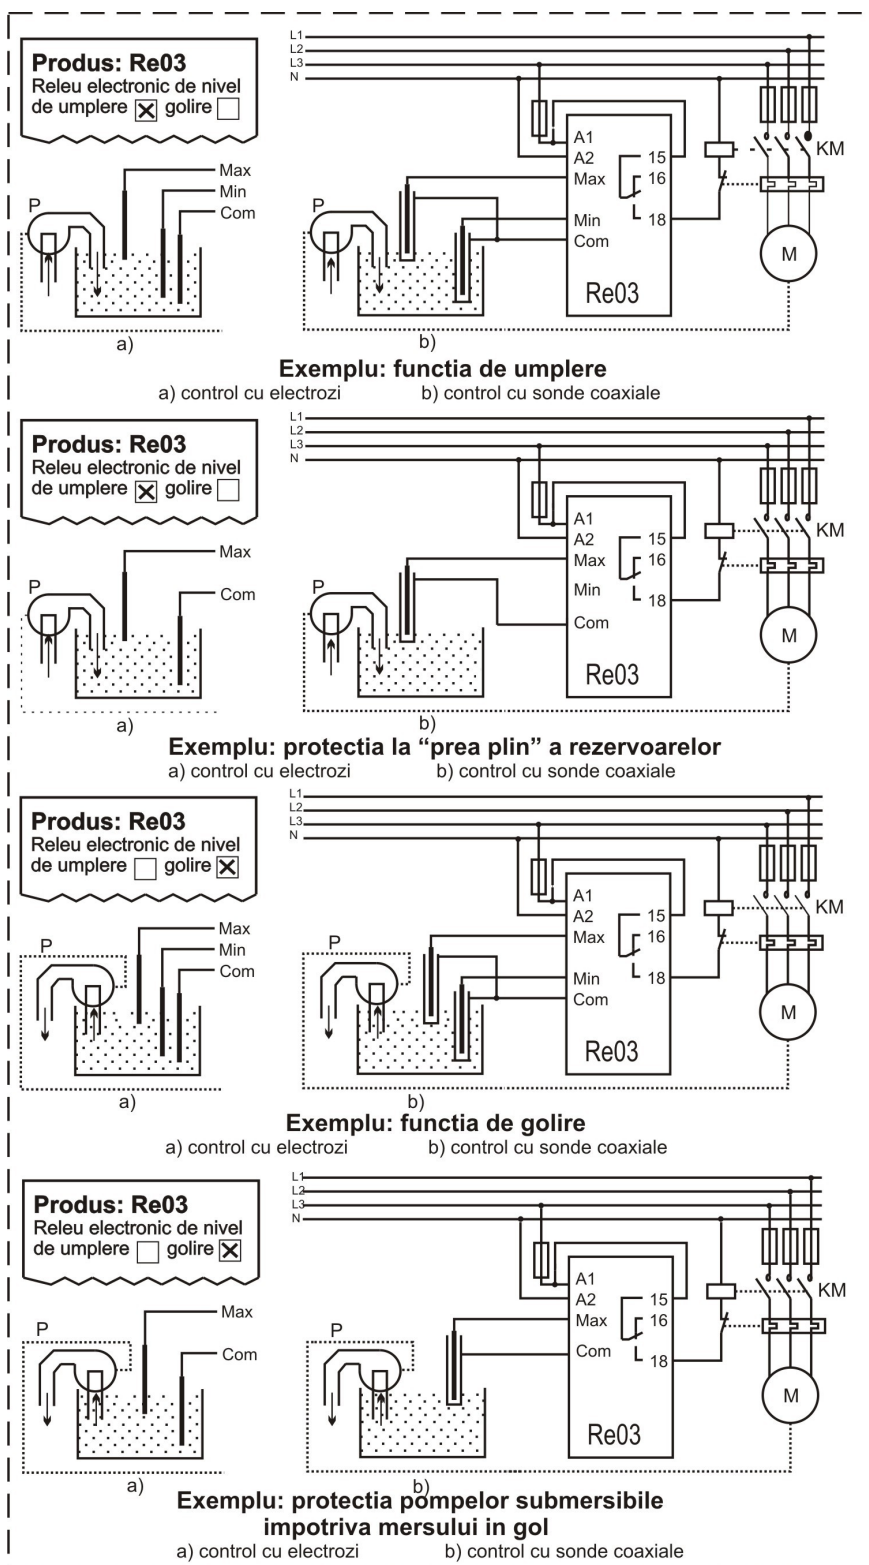 L1
L2
L3
N
Produs: Re03
Releu electronic de nivel
de umplere ☒ golire ☐
Max
Min
Com
P
a)
P
A1
A2
Max
Min
Com
15
16
18
Re03
KM
M
b)
Exemplu: functia de umplere
a) control cu electrozi b) control cu sonde coaxiale
L1
L2
L3
N
Produs: Re03
Releu electronic de nivel
de umplere ☒ golire ☐
Max
Com
P
a)
P
A1
A2
Max
Min
Com
15
16
18
Re03
KM
M
b)
Exemplu: protectia la “prea plin” a rezervoarelor
a) control cu electrozi b) control cu sonde coaxiale
L1
L2
L3
N
Produs: Re03
Releu electronic de nivel
de umplere ☐ golire ☒
Max
Min
Com
P
a)
P
A1
A2
Max
Min
Com
15
16
18
Re03
KM
M
b)
Exemplu: functia de golire
a) control cu electrozi b) control cu sonde coaxiale
L1
L2
L3
N
Produs: Re03
Releu electronic de nivel
de umplere ☐ golire ☒
Max
Com
P
a)
P
A1
A2
Max
Com
15
16
18
Re03
KM
M
b)
Exemplu: protectia pompelor submersibile
impotriva mersului in gol
a) control cu electrozi b) control cu sonde coaxiale